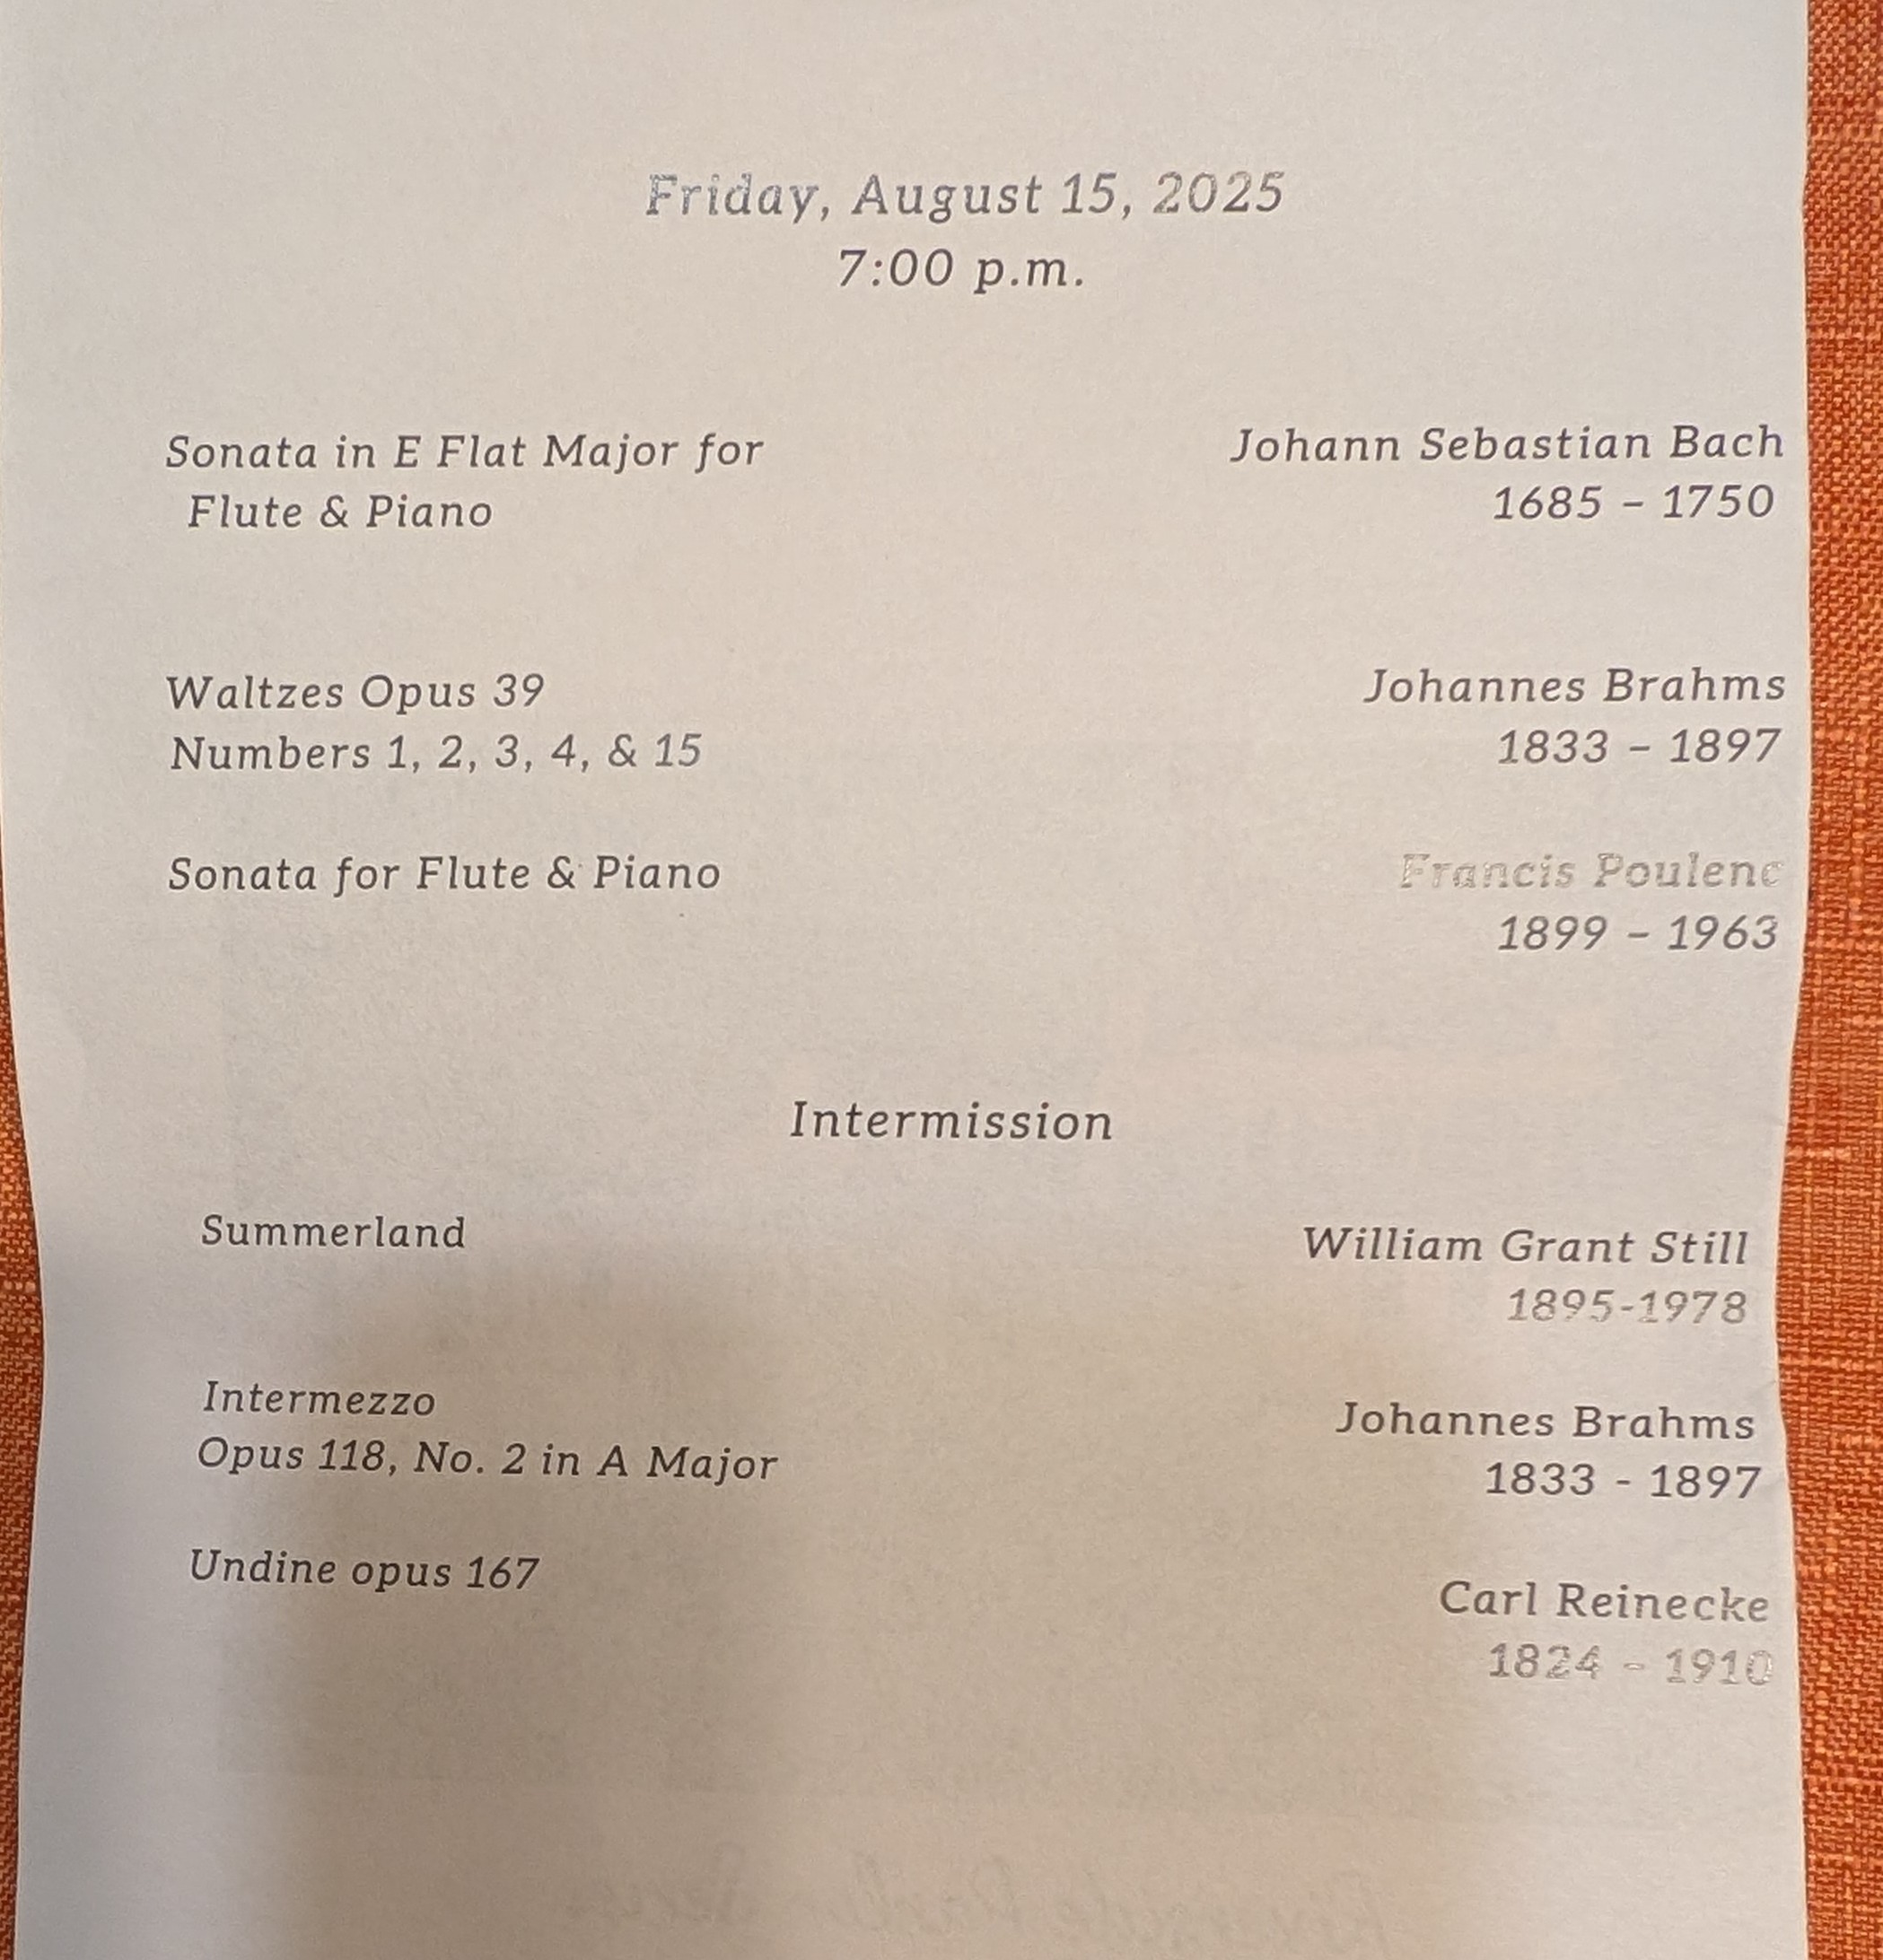 Friday, August 15, 2025
7:00 p.m.
Sonata in E Flat Major for
Flute & Piano
Johann Sebastian Bach
1685 – 1750
Waltzes Opus 39
Numbers 1, 2, 3, 4, & 15
Johannes Brahms
1833 – 1897
Sonata for Flute & Piano
Francis Poulenc
1899 – 1963
Intermission
Summerland
William Grant Still
1895-1978
Intermezzo
Opus 118, No. 2 in A Major
Johannes Brahms
1833 - 1897
Undine opus 167
Carl Reinecke
1824 - 1910